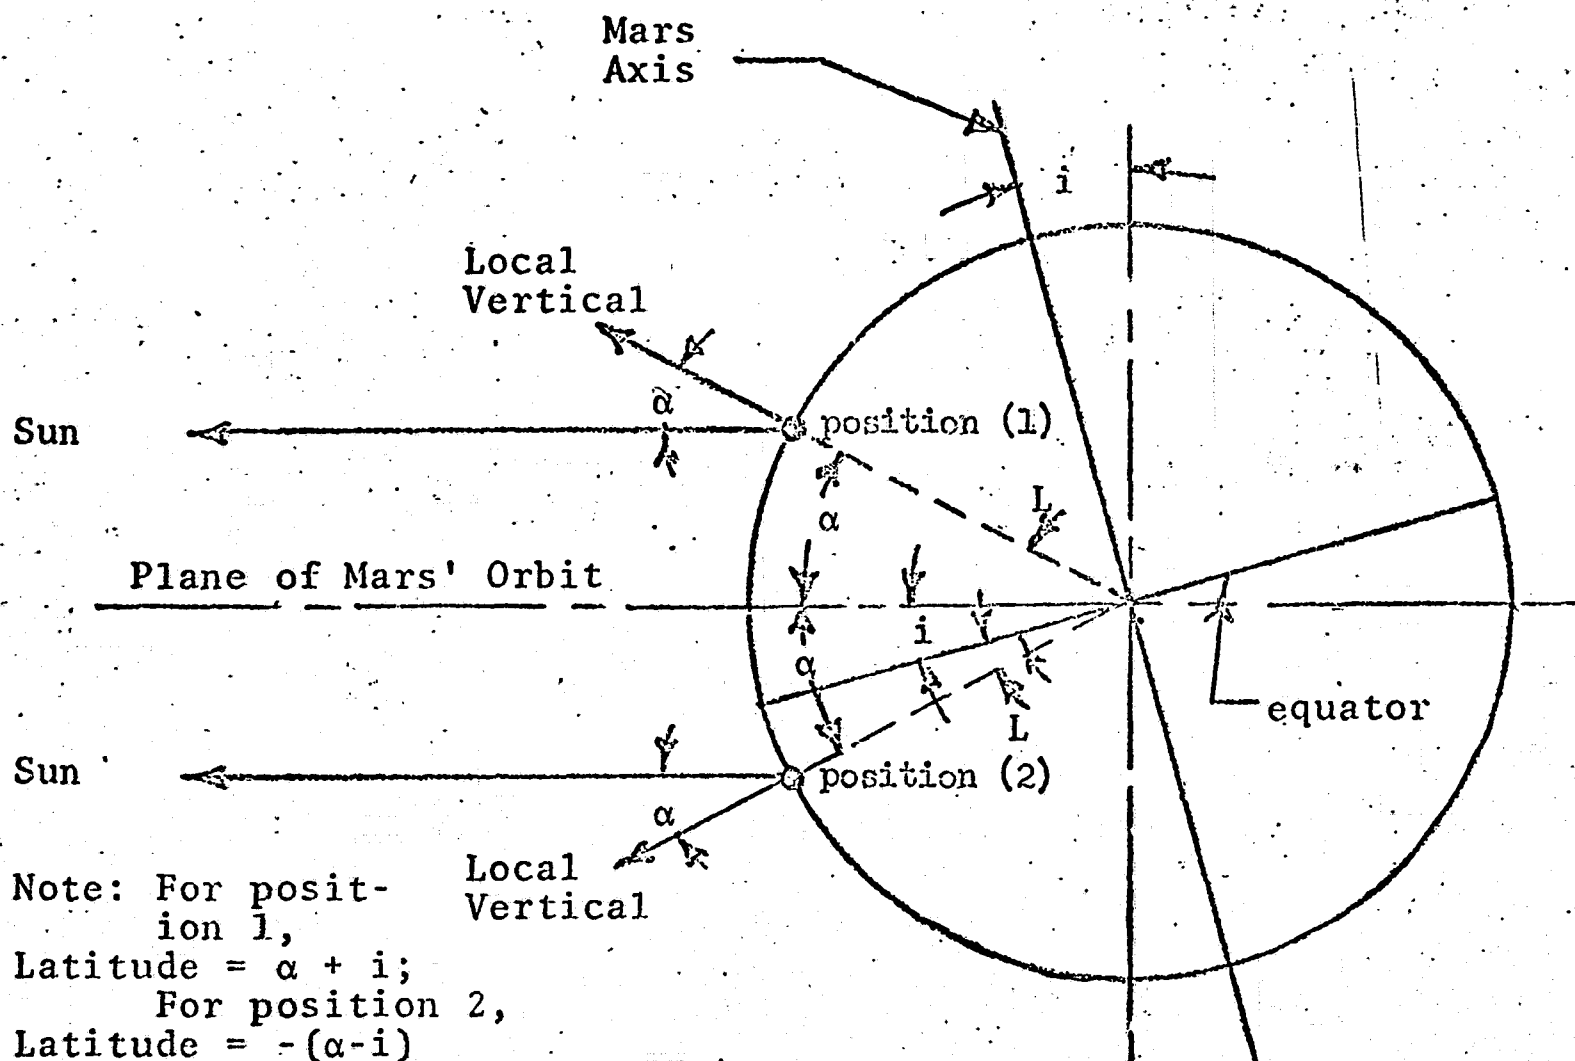 Mars
Axis
i
Local
Vertical
α
Sun
position (1)
L
α
Plane of Mars' Orbit
i
α
equator
L
Sun
position (2)
α
Local
Vertical
Note: For posit-
ion 1,
Latitude = α + i;
For position 2,
Latitude = -(α-i)